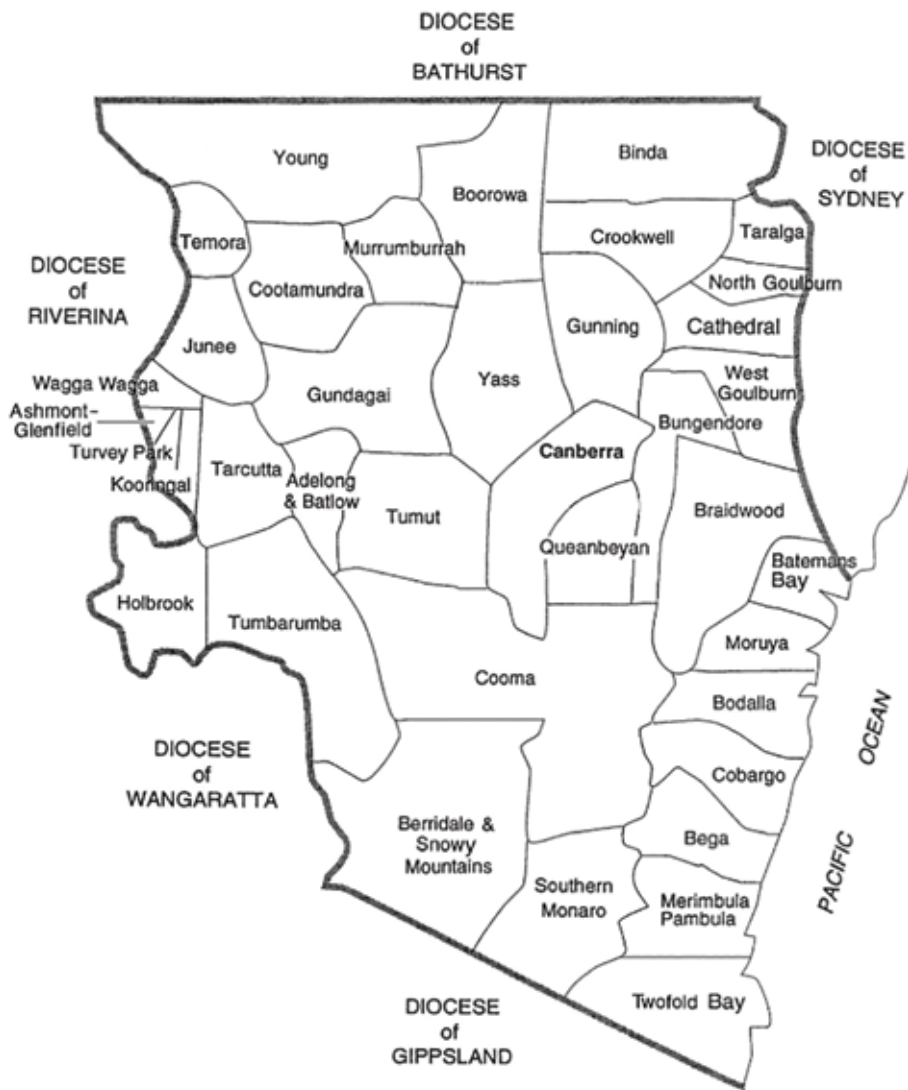 DIOCESE
of
BATHURST
Young
Binda
DIOCESE
of
SYDNEY
Boorowa
Temora
Murrumburrah
Crookwell
Taralga
DIOCESE
of
RIVERINA
Cootamundra
North Goulburn
Gunning
Cathedral
Junee
Wagga Wagga
Gundagai
Yass
West
Goulburn
Ashmont-
Glenfield
Bungendore
Turvey Park
Canberra
Kooringal
Tarcutta
Adelong
& Batlow
Tumut
Braidwood
Queanbeyan
Batemans
Bay
Holbrook
Tumbarumba
Moruya
Cooma
Bodalla
DIOCESE
of
WANGARATTA
Cobargo
PACIFIC OCEAN
Berridale &
Snowy
Mountains
Bega
Southern
Monaro
Merimbula
Pambula
Twofold Bay
DIOCESE
of
GIPPSLAND